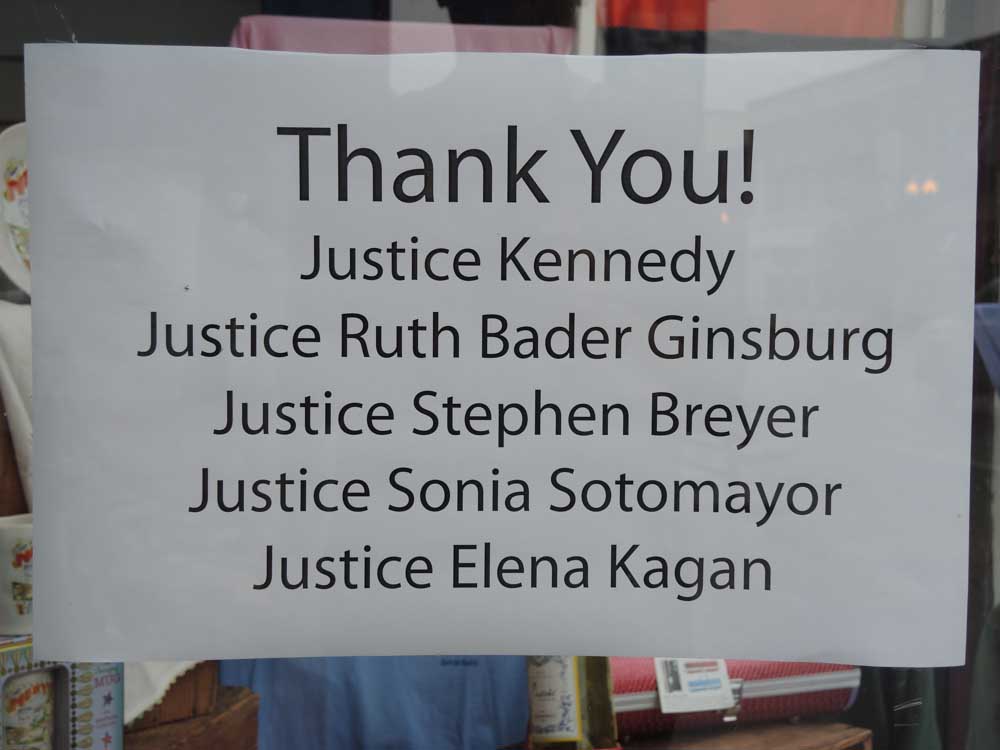 Thank You!
Justice Kennedy
Justice Ruth Bader Ginsburg
Justice Stephen Breyer
Justice Sonia Sotomayor
Justice Elena Kagan